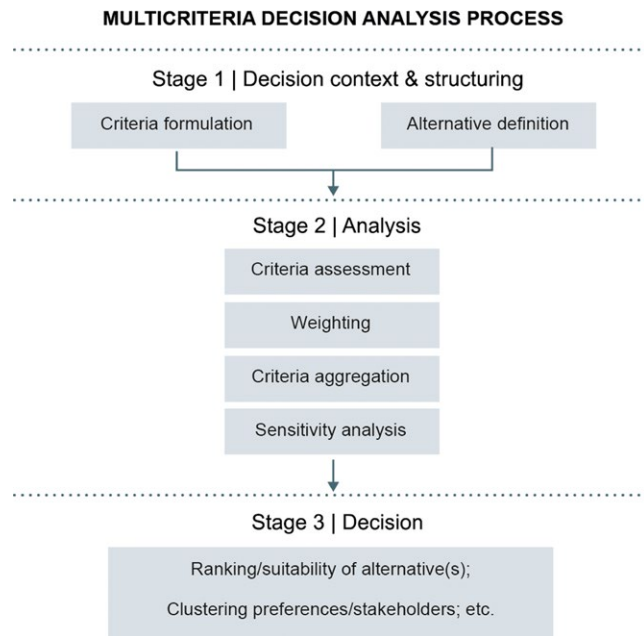 MULTICRITERIA DECISION ANALYSIS PROCESS
Stage 1 | Decision context & structuring
Criteria formulation
Alternative definition
Stage 2 | Analysis
Criteria assessment
Weighting
Criteria aggregation
Sensitivity analysis
Stage 3 | Decision
Ranking/suitability of alternative(s);
Clustering preferences/stakeholders; etc.